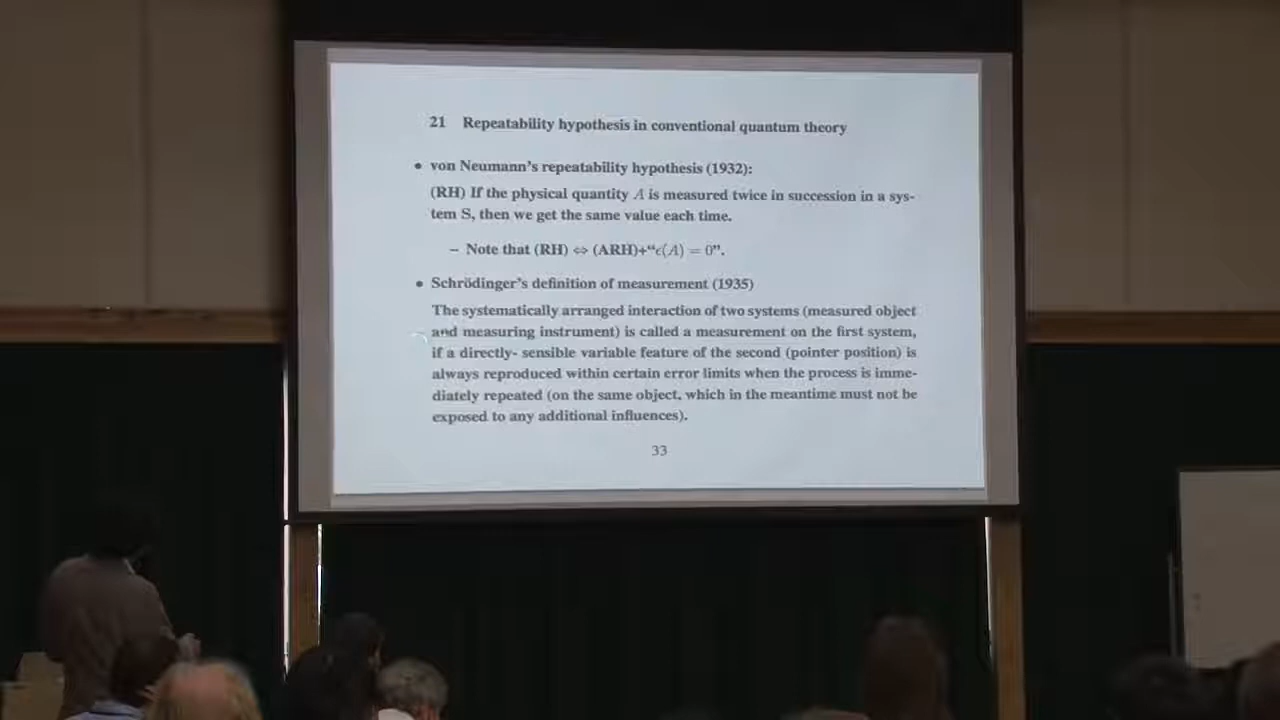 21 Repeatability hypothesis in conventional quantum theory
• von Neumann's repeatability hypothesis (1932):
(RH) If the physical quantity A is measured twice in succession in a sys-
tem S, then we get the same value each time.
– Note that (RH) ⇔ (ARH)+“ϵ(A) = 0”.
• Schrödinger's definition of measurement (1935)
The systematically arranged interaction of two systems (measured object
and measuring instrument) is called a measurement on the first system,
if a directly- sensible variable feature of the second (pointer position) is
always reproduced within certain error limits when the process is imme-
diately repeated (on the same object, which in the meantime must not be
exposed to any additional influences).
33